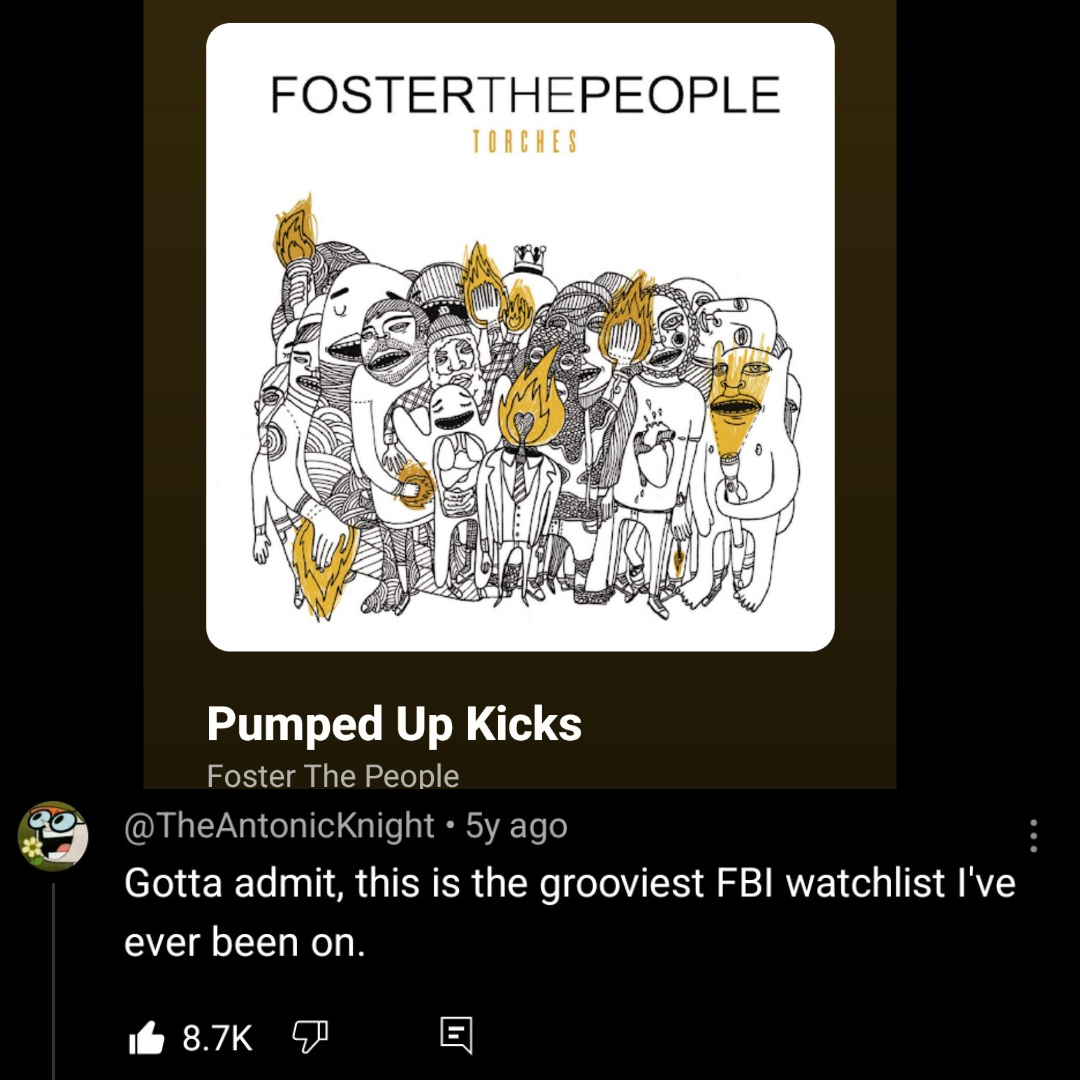 FOSTERTHEPEOPLE
TORCHES
Pumped Up Kicks
Foster The People
@TheAntonicKnight • 5y ago
Gotta admit, this is the grooviest FBI watchlist I've
ever been on.
8.7K